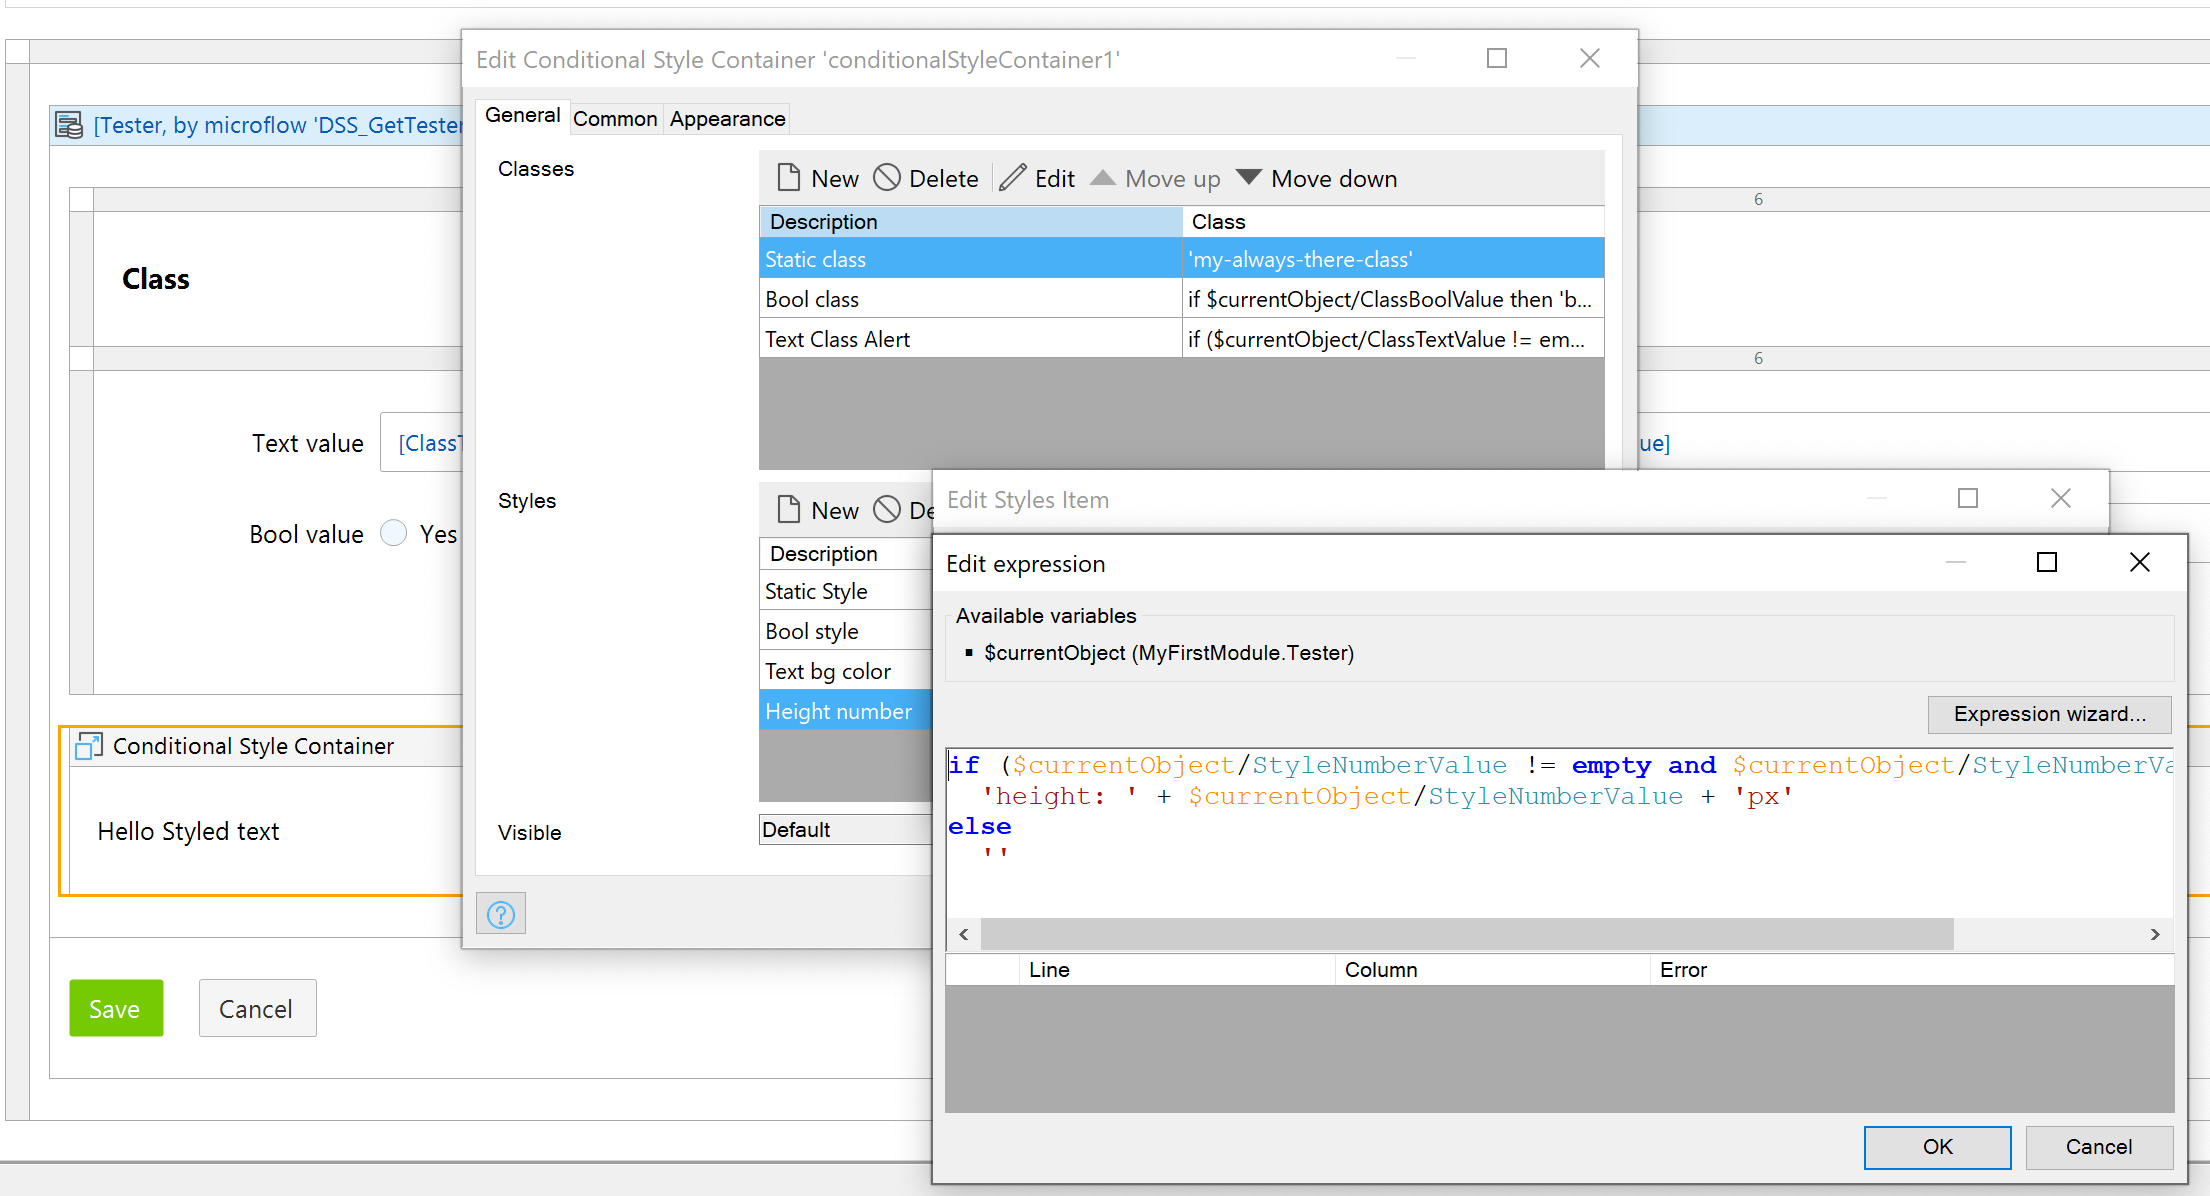 Edit Conditional Style Container 'conditionalStyleContainer1'
General Common Appearance
[Tester, by microflow 'DSS_GetTester
Classes
New Delete Edit Move up Move down
Description Class
6
Static class 'my-always-there-class'
Class
Bool class if $currentObject/ClassBoolValue then 'b...
Text Class Alert if ($currentObject/ClassTextValue != em...
6
Text value [ClassT
ue]
Styles
New De
Edit Styles Item
Bool value Yes
Description
Static Style
Bool style
Text bg color
Height number
Edit expression
Available variables
$currentObject (MyFirstModule.Tester)
Expression wizard...
Conditional Style Container
if ($currentObject/StyleNumberValue != empty and $currentObject/StyleNumberVa
'height: ' + $currentObject/StyleNumberValue + 'px'
else
''
Hello Styled text
Visible Default
?
Line Column Error
Save Cancel
OK Cancel